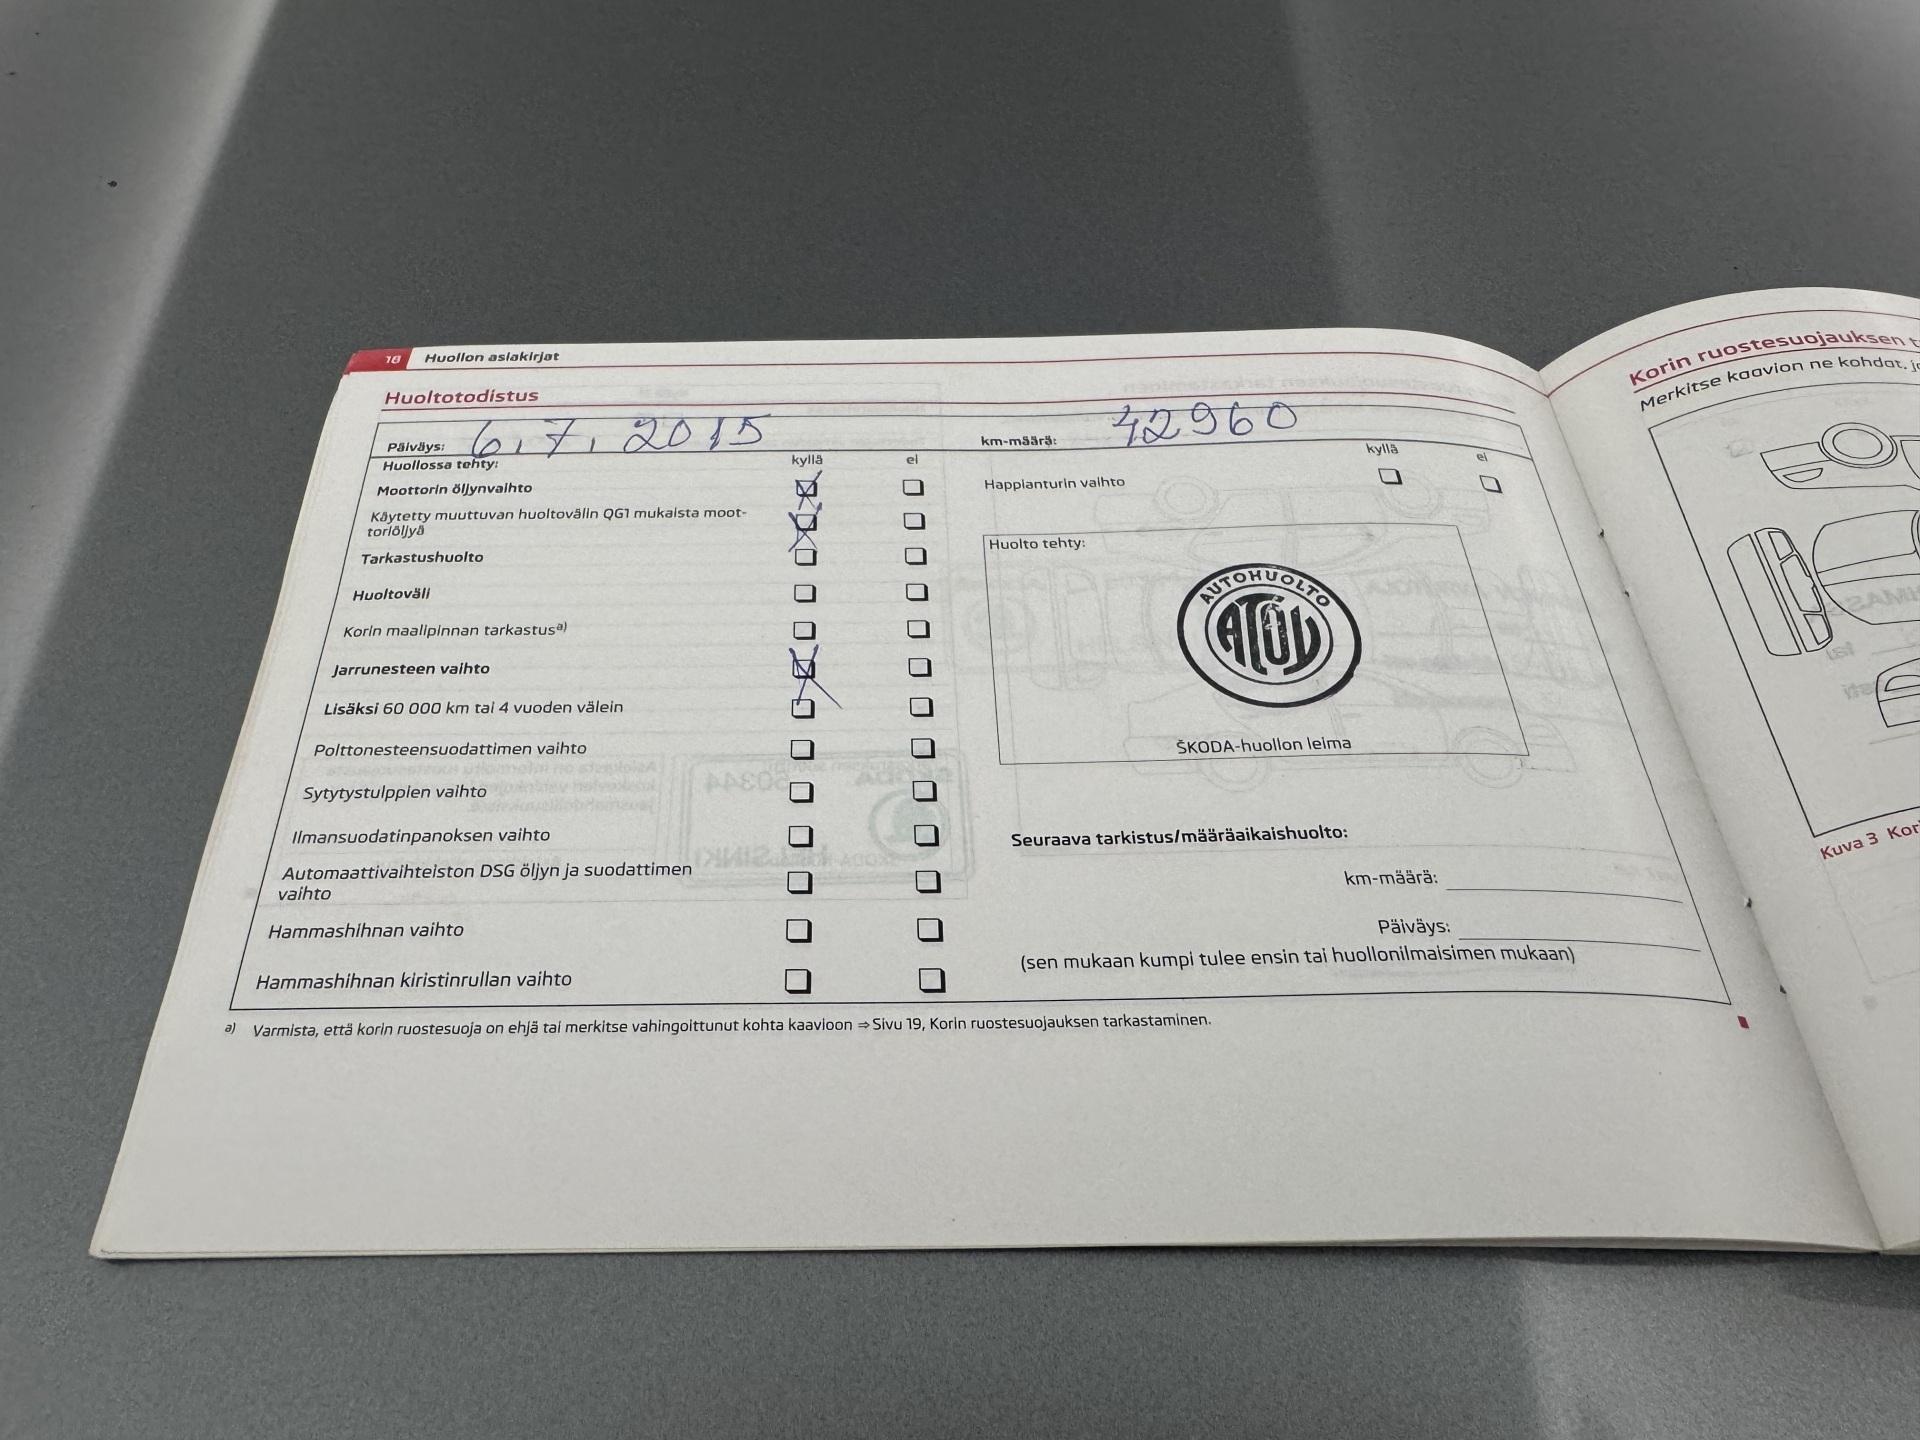 18 Huollon asiakirjat
Huoltotodistus
Päiväys: 6.7.2015 km-määrä: 42960
Huollossa tehty: kyllä ei
Moottorin öljynvaihto
Käytetty muuttuvan huoltovälin QG1 mukaista moot-
toriöljyä
Tarkastushuolto
Huoltoväli
Korin maalipinnan tarkastusa)
Jarrunesteen vaihto
Lisäksi 60 000 km tai 4 vuoden välein
Polttonesteensuodattimen vaihto
Sytytystulppien vaihto
Ilmansuodatinpanoksen vaihto
Automaattivaihteiston DSG öljyn ja suodattimen
vaihto
Hammashihnan vaihto
Hammashihnan kiristinrullan vaihto
kyllä ei
Happianturin vaihto
Huolto tehty:
AUTOHUOLTO
ŠKODA-huollon leima
Seuraava tarkistus/määräaikaishuolto:
km-määrä:
Päiväys:
(sen mukaan kumpi tulee ensin tai huollonilmaisimen mukaan)
a) Varmista, että korin ruostesuoja on ehjä tai merkitse vahingoittunut kohta kaavioon ⇒ Sivu 19, Korin ruostesuojauksen tarkastaminen.
Korin ruostesuojauksen
Merkitse kaavion ne kohdat,
Kuva 3